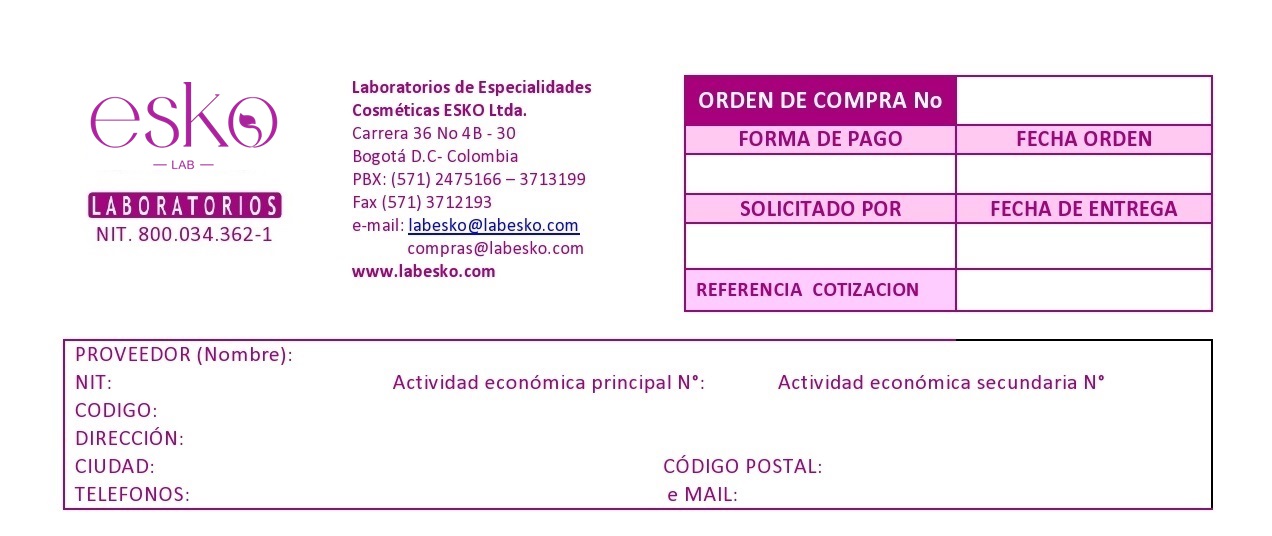 esko
— LAB —
LABORATORIOS
NIT. 800.034.362-1
Laboratorios de Especialidades
Cosméticas ESKO Ltda.
Carrera 36 No 4B - 30
Bogotá D.C- Colombia
PBX: (571) 2475166 – 3713199
Fax (571) 3712193
e-mail: labesko@labesko.com
compras@labesko.com
www.labesko.com
ORDEN DE COMPRA No
FORMA DE PAGO FECHA ORDEN
SOLICITADO POR FECHA DE ENTREGA
REFERENCIA COTIZACION
PROVEEDOR (Nombre):
NIT: Actividad económica principal N°: Actividad económica secundaria N°
CODIGO:
DIRECCIÓN:
CIUDAD: CÓDIGO POSTAL:
TELEFONOS: e MAIL: